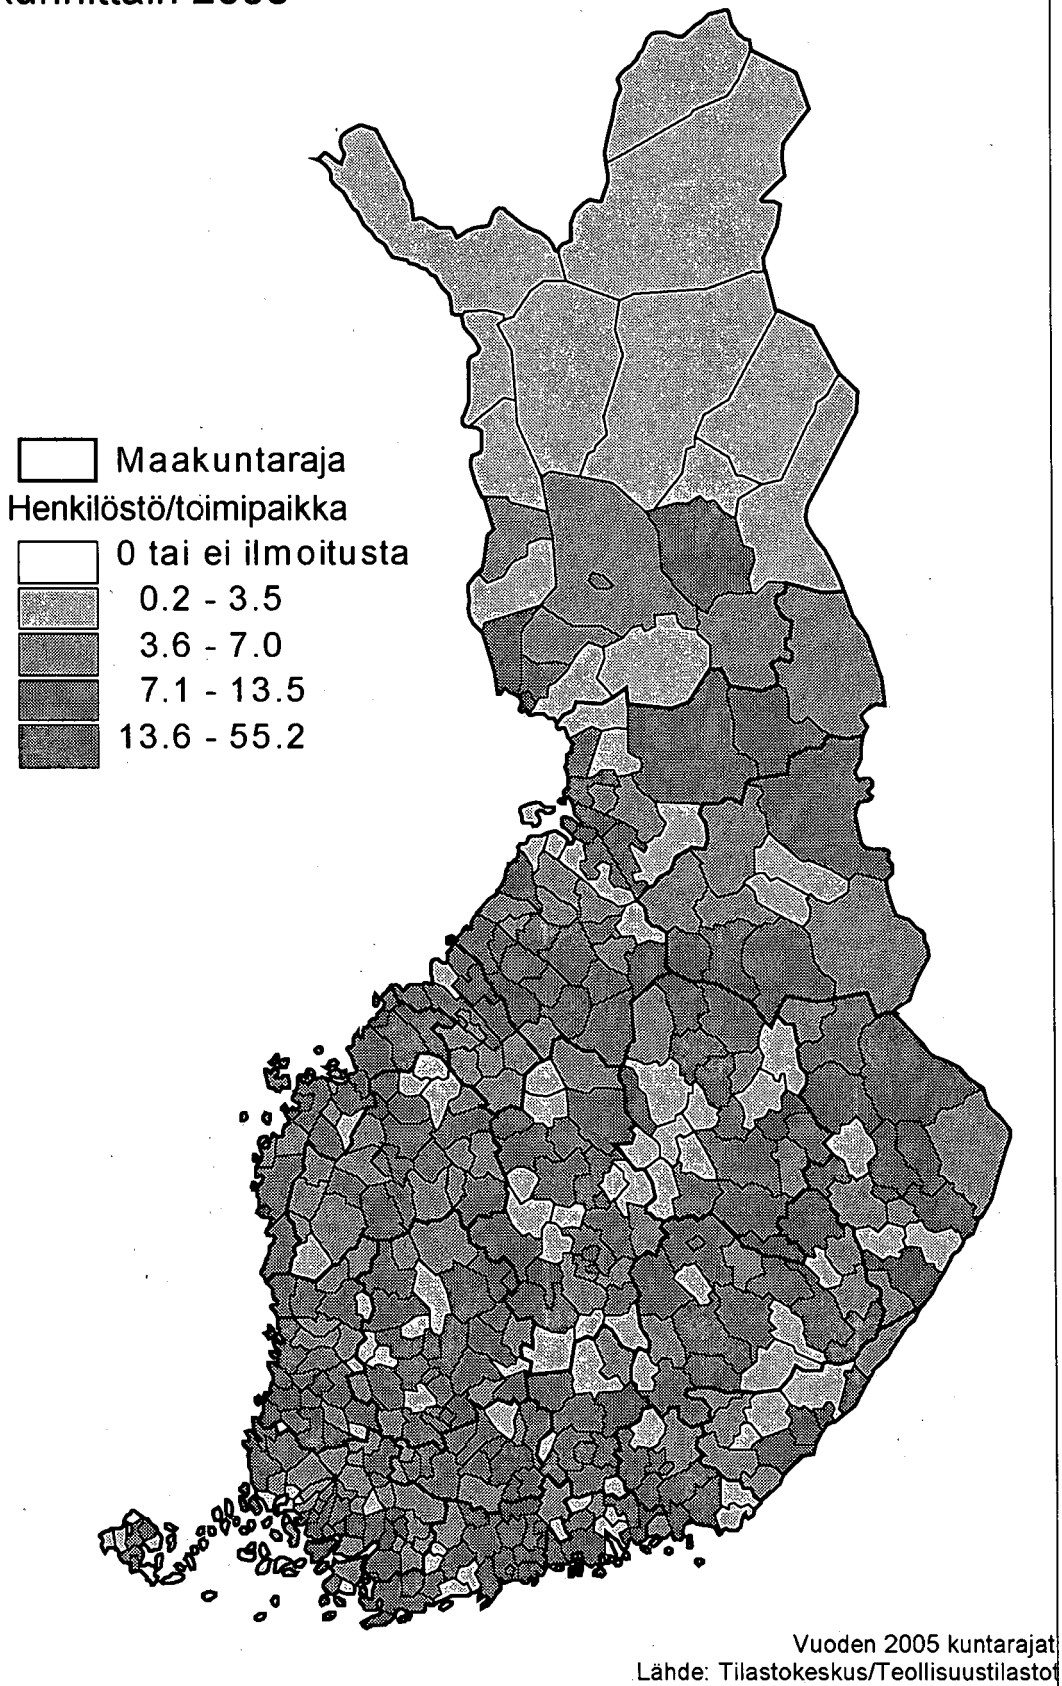 Maakuntaraja
Henkilöstö/toimipaikka
0 tai ei ilmoitusta
0.2 - 3.5
3.6 - 7.0
7.1 - 13.5
13.6 - 55.2
Vuoden 2005 kuntarajat
Lähde: Tilastokeskus/Teollisuustilastot